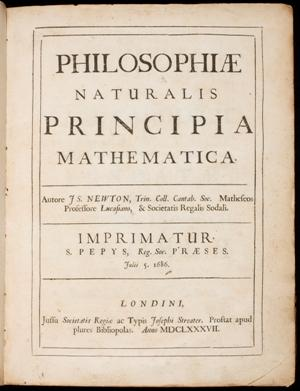 PHILOSOPHIÆ
NATURALIS
PRINCIPIA
MATHEMATICA.
Autore J S. NEWTON, Trin. Coll. Cantab. Soc. Matheseos
Professore Lucasiano, & Societatis Regalis Sodali.
IMPRIMATUR.
S. PEPYS, Reg. Soc. PRÆSES.
Julii 5. 1686.
LONDINI,
Jussu Societatis Regiæ ac Typis Josephi Streater. Prostat apud
plures Bibliopolas. Anno MDCLXXXVII.